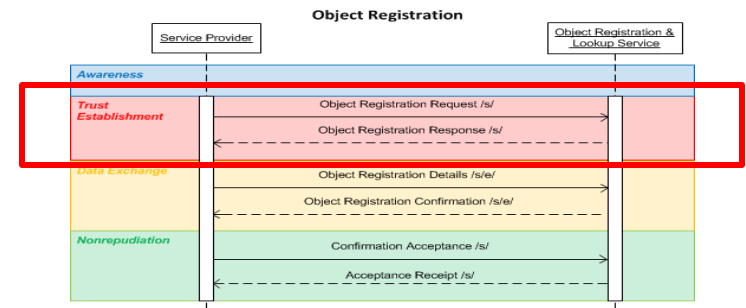 Object Registration
Service Provider
Object Registration &
Lookup Service
Awareness
Trust
Establishment
Object Registration Request /s/
Object Registration Response /s/
Data Exchange
Object Registration Details /s/e/
Object Registration Confirmation /s/e/
Nonrepudiation
Confirmation Acceptance /s/
Acceptance Receipt /s/